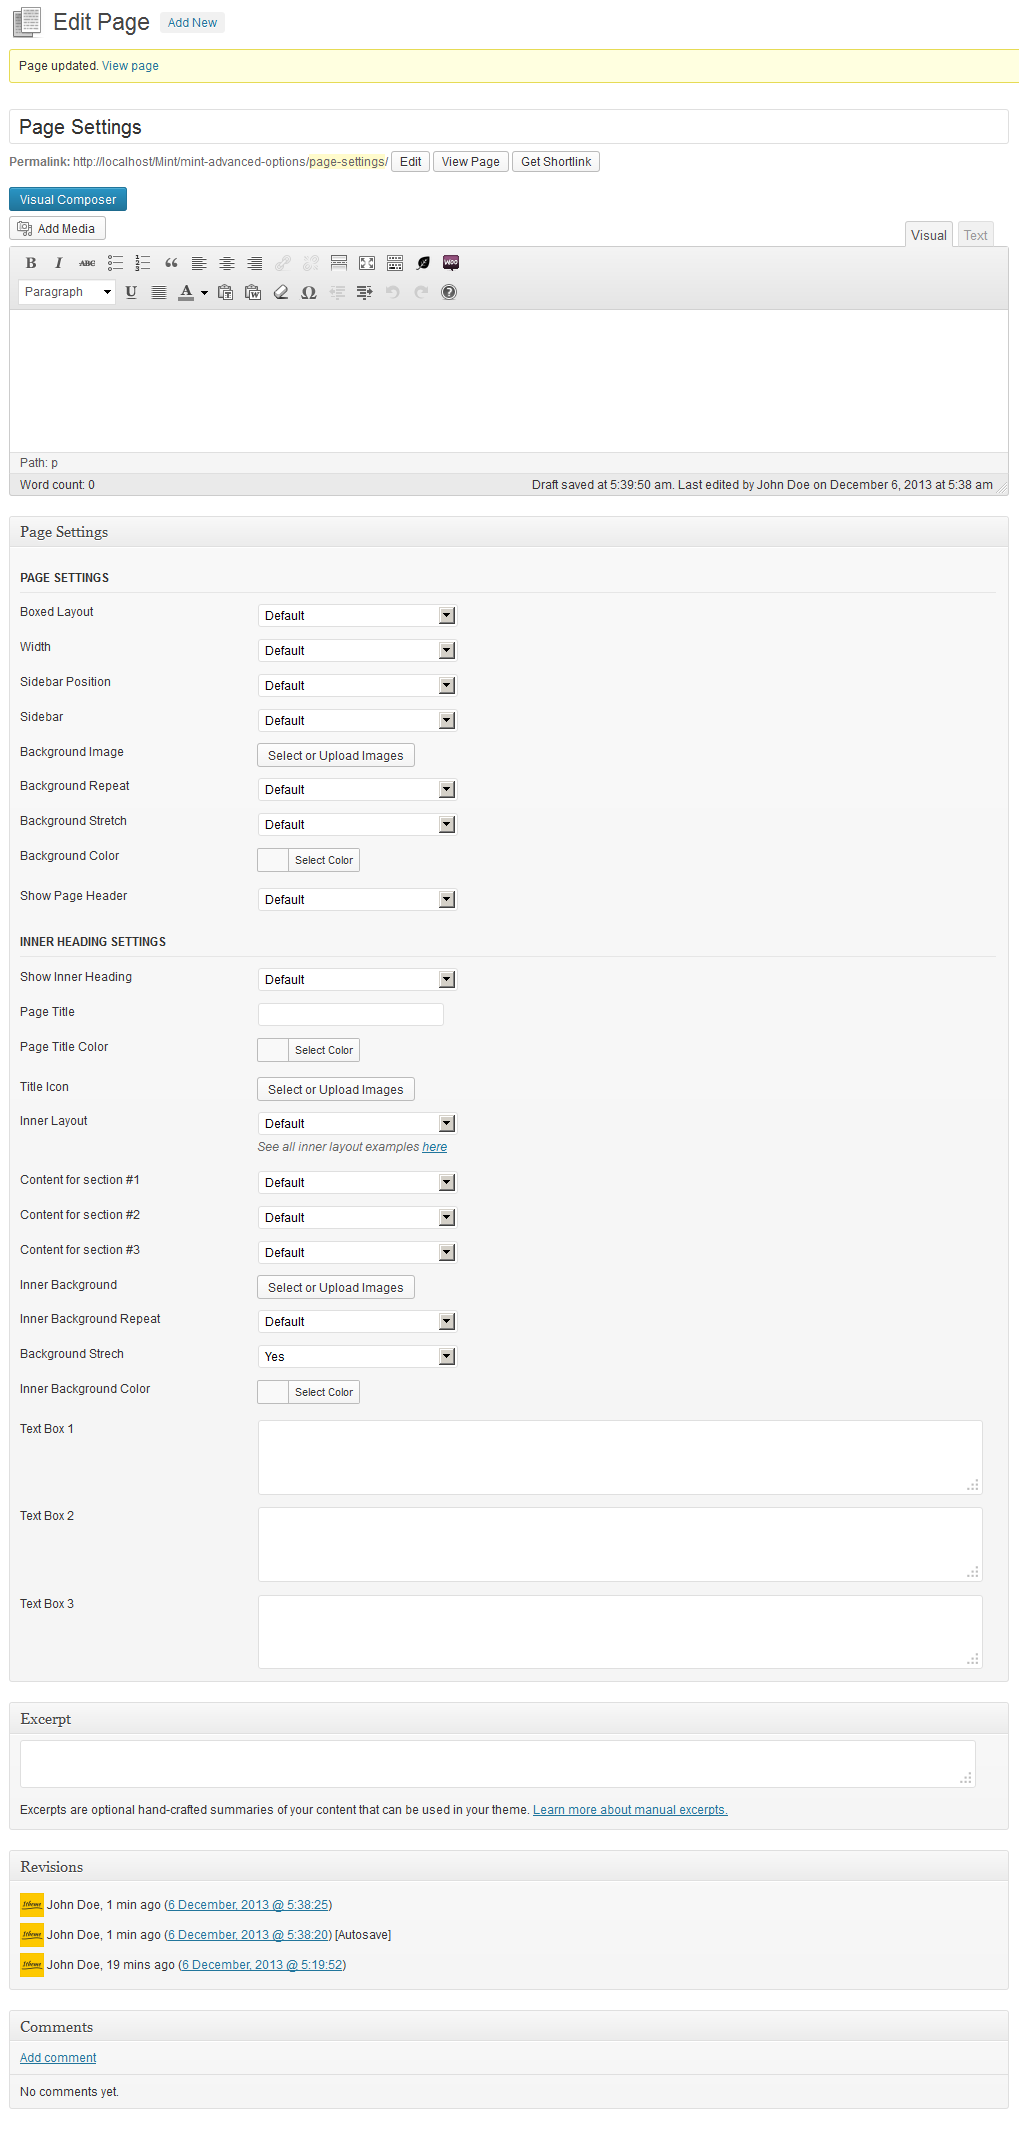 Edit Page Add New
Page updated. View page
Page Settings
Permalink: http://localhost/Mint/mint-advanced-options/page-settings/ Edit View Page Get Shortlink
Visual Composer
Add Media
Visual Text
B I ABC
WOO
Paragraph U A T W Ω ?
Path: p
Word count: 0 Draft saved at 5:39:50 am. Last edited by John Doe on December 6, 2013 at 5:38 am
Page Settings
PAGE SETTINGS
Boxed Layout Default
Width Default
Sidebar Position Default
Sidebar Default
Background Image Select or Upload Images
Background Repeat Default
Background Stretch Default
Background Color Select Color
Show Page Header Default
INNER HEADING SETTINGS
Show Inner Heading Default
Page Title
Page Title Color Select Color
Title Icon Select or Upload Images
Inner Layout Default
See all inner layout examples here
Content for section #1 Default
Content for section #2 Default
Content for section #3 Default
Inner Background Select or Upload Images
Inner Background Repeat Default
Background Strech Yes
Inner Background Color Select Color
Text Box 1
Text Box 2
Text Box 3
Excerpt
Excerpts are optional hand-crafted summaries of your content that can be used in your theme. Learn more about manual excerpts.
Revisions
John Doe, 1 min ago (6 December, 2013 @ 5:38:25)
John Doe, 1 min ago (6 December, 2013 @ 5:38:20) [Autosave]
John Doe, 19 mins ago (6 December, 2013 @ 5:19:52)
Comments
Add comment
No comments yet.